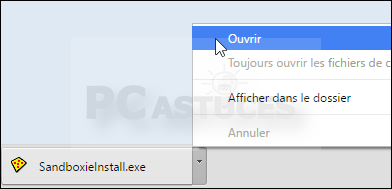 Ouvrir
Toujours ouvrir les fichiers de c
PC ASTUCES
Afficher dans le dossier
Annuler
SandboxieInstall.exe